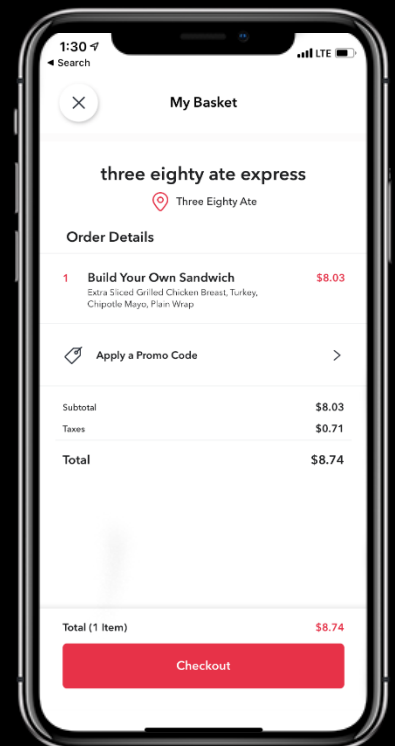 1:30
LTE
Search
My Basket
three eighty ate express
Three Eighty Ate
Order Details
1 Build Your Own Sandwich $8.03
Extra Sliced Grilled Chicken Breast, Turkey,
Chipotle Mayo, Plain Wrap
Apply a Promo Code
Subtotal $8.03
Taxes $0.71
Total $8.74
Total (1 Item) $8.74
Checkout